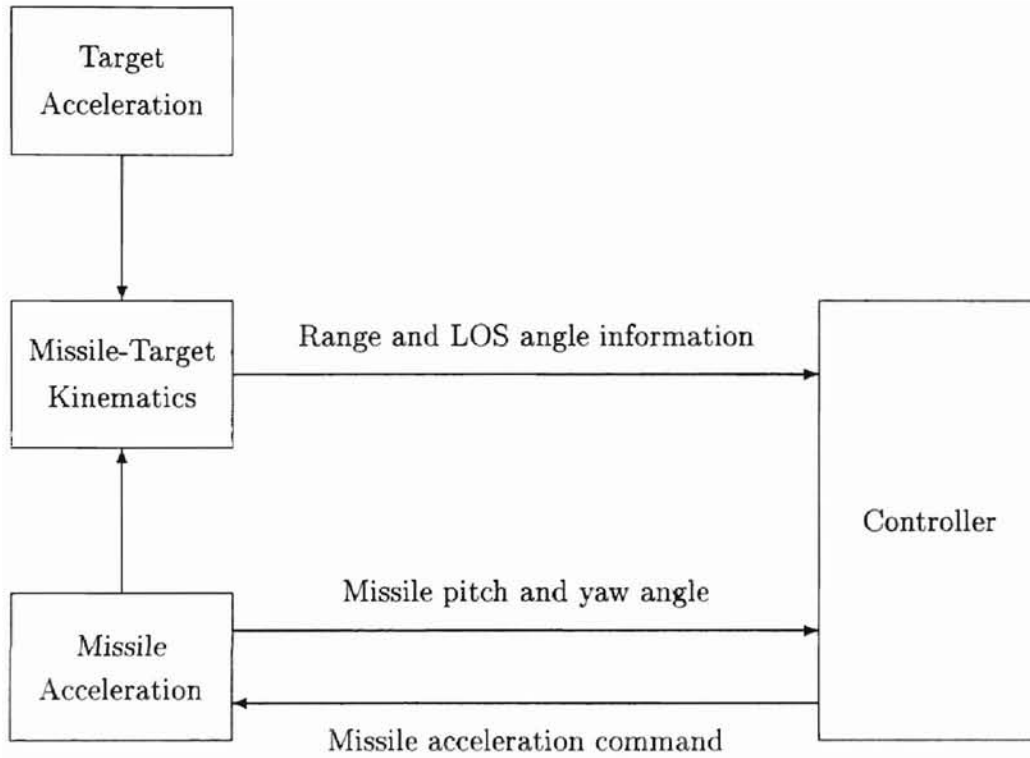 Target
Acceleration
Missile-Target
Kinematics
Range and LOS angle information
Controller
Missile pitch and yaw angle
Missile
Acceleration
Missile acceleration command